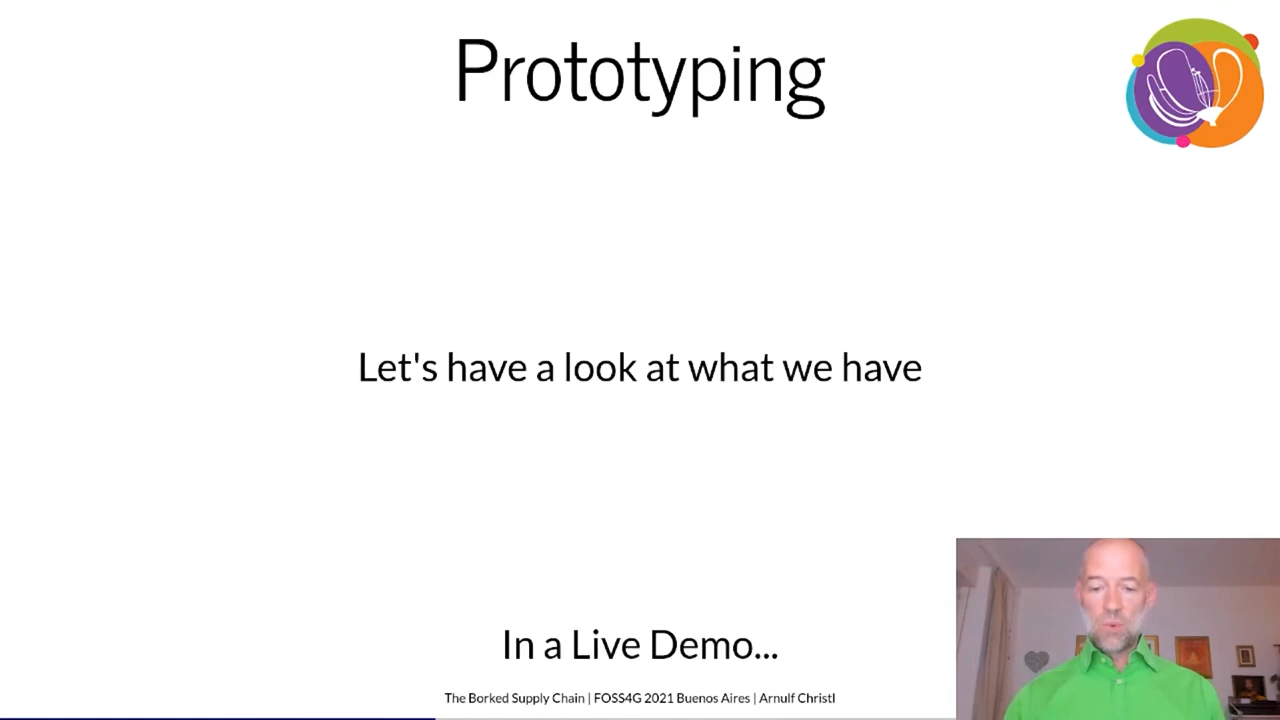 Prototyping
Let's have a look at what we have
In a Live Demo...
The Borked Supply Chain | FOSS4G 2021 Buenos Aires | Arnulf Christl